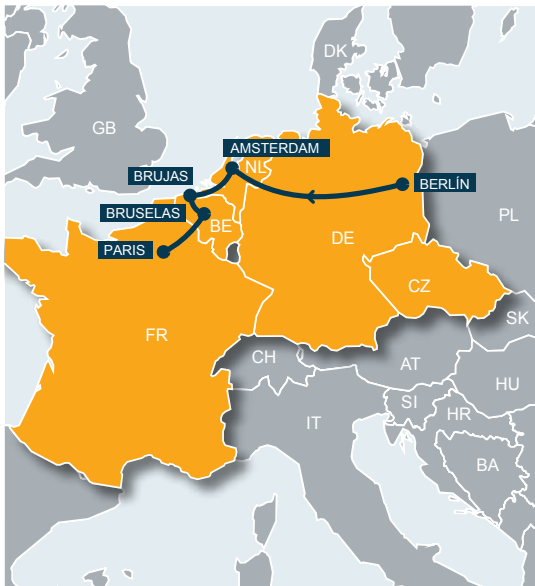 DK
GB
AMSTERDAM
NL
BRUJAS
BERLÍN
BRUSELAS
BE
PL
PARIS
DE
CZ
SK
FR
CH
AT
HU
SI
HR
IT
BA